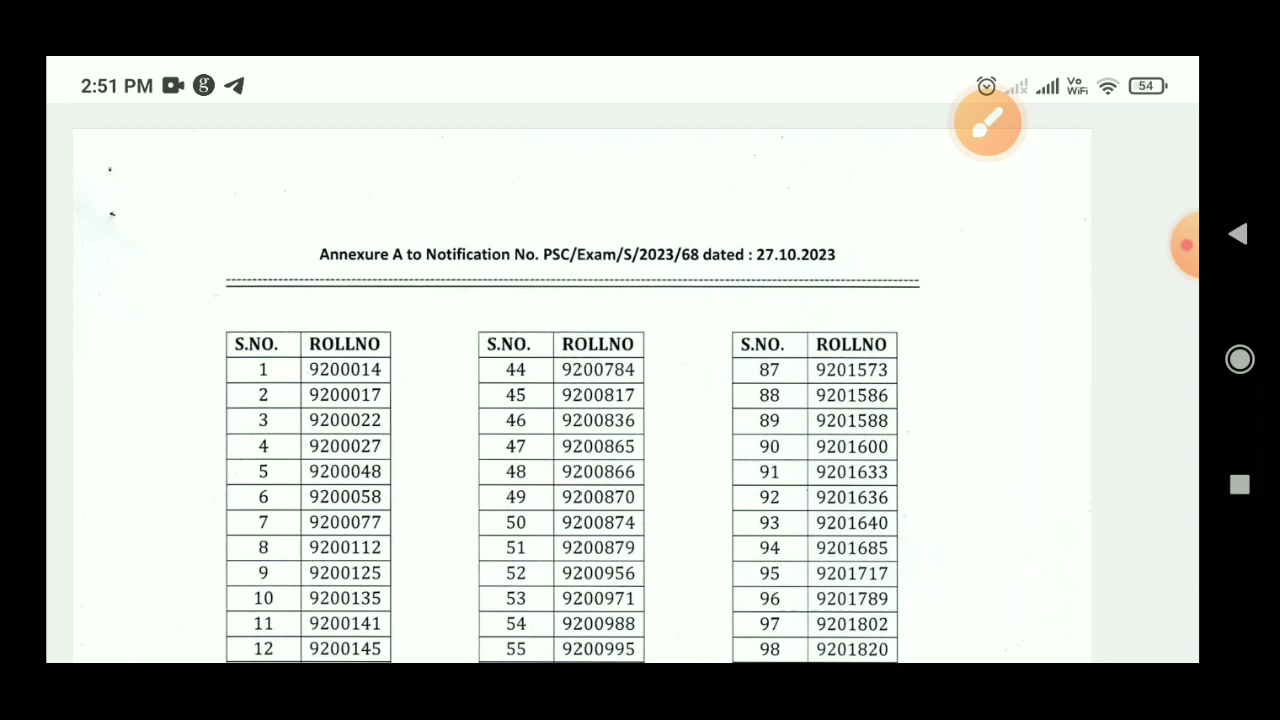 2:51 PM g Vo WiFi 54
Annexure A to Notification No. PSC/Exam/S/2023/68 dated : 27.10.2023
S.NO. ROLLNO S.NO. ROLLNO S.NO. ROLLNO
1 9200014 44 9200784 87 9201573
2 9200017 45 9200817 88 9201586
3 9200022 46 9200836 89 9201588
4 9200027 47 9200865 90 9201600
5 9200048 48 9200866 91 9201633
6 9200058 49 9200870 92 9201636
7 9200077 50 9200874 93 9201640
8 9200112 51 9200879 94 9201685
9 9200125 52 9200956 95 9201717
10 9200135 53 9200971 96 9201789
11 9200141 54 9200988 97 9201802
12 9200145 55 9200995 98 9201820